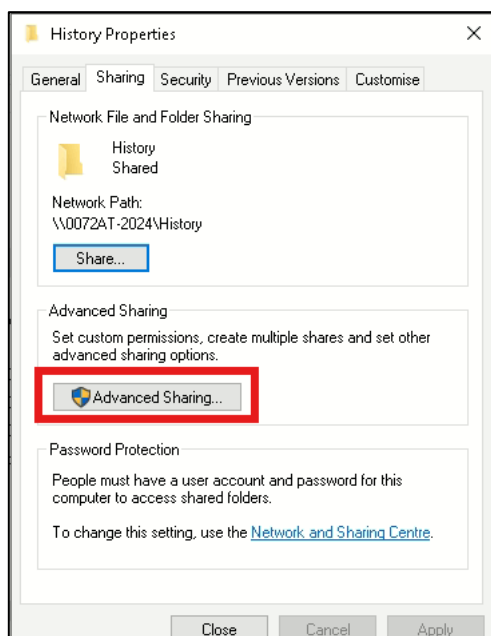 History Properties
General Sharing Security Previous Versions Customise
Network File and Folder Sharing
History
Shared
Network Path:
\\0072AT-2024\History
Share...
Advanced Sharing
Set custom permissions, create multiple shares and set other
advanced sharing options.
Advanced Sharing...
Password Protection
People must have a user account and password for this
computer to access shared folders.
To change this setting, use the Network and Sharing Centre.
Close Cancel Apply